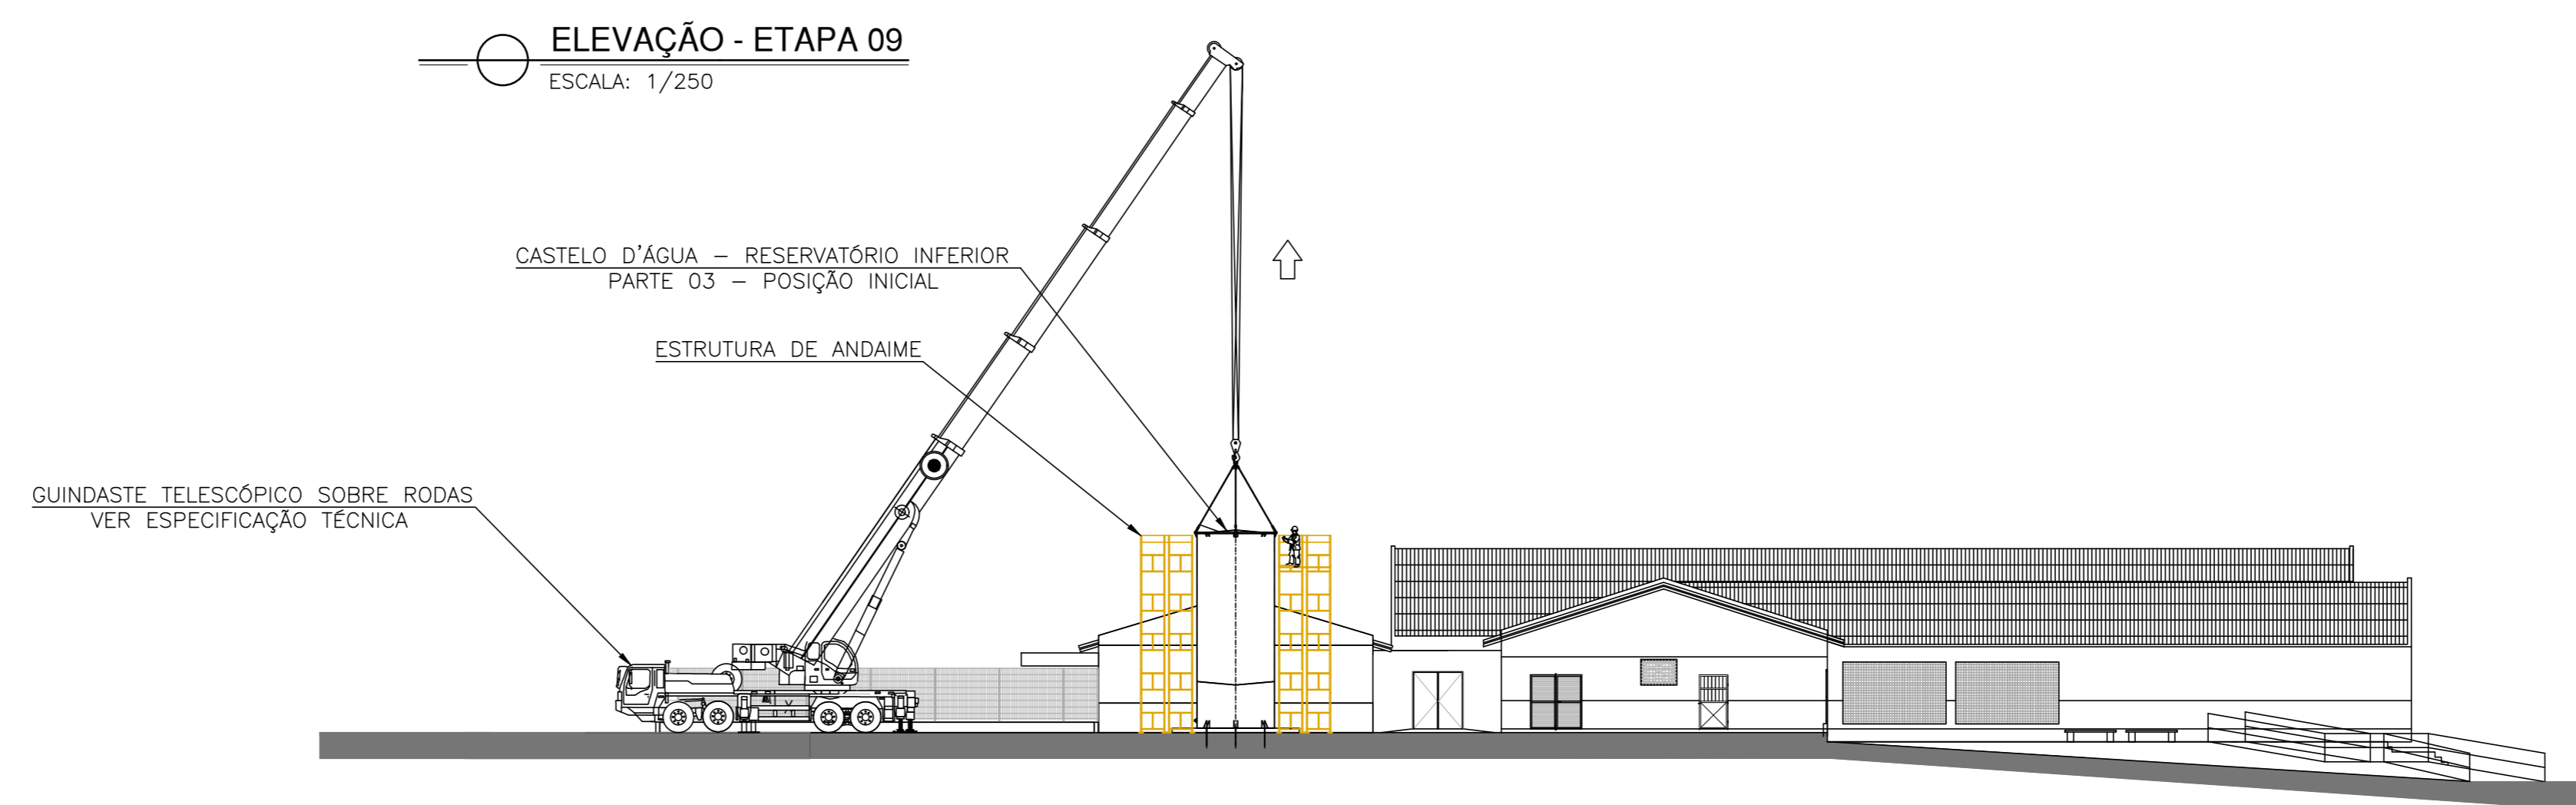 ELEVAÇÃO - ETAPA 09
ESCALA: 1/250
CASTELO D'ÁGUA – RESERVATÓRIO INFERIOR
PARTE 03 – POSIÇÃO INICIAL
ESTRUTURA DE ANDAIME
GUINDASTE TELESCÓPICO SOBRE RODAS
VER ESPECIFICAÇÃO TÉCNICA